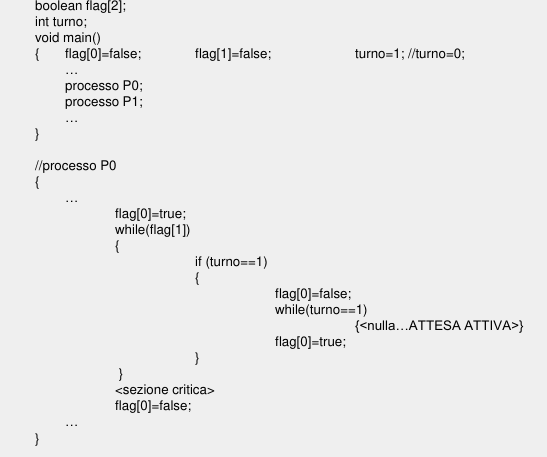 boolean flag[2];
int turno;
void main()
{ flag[0]=false; flag[1]=false; turno=1; //turno=0;
…
processo P0;
processo P1;
…
}
//processo P0
{
…
flag[0]=true;
while(flag[1])
{
if (turno==1)
{
flag[0]=false;
while(turno==1)
{<nulla…ATTESA ATTIVA>}
flag[0]=true;
}
}
<sezione critica>
flag[0]=false;
…
}